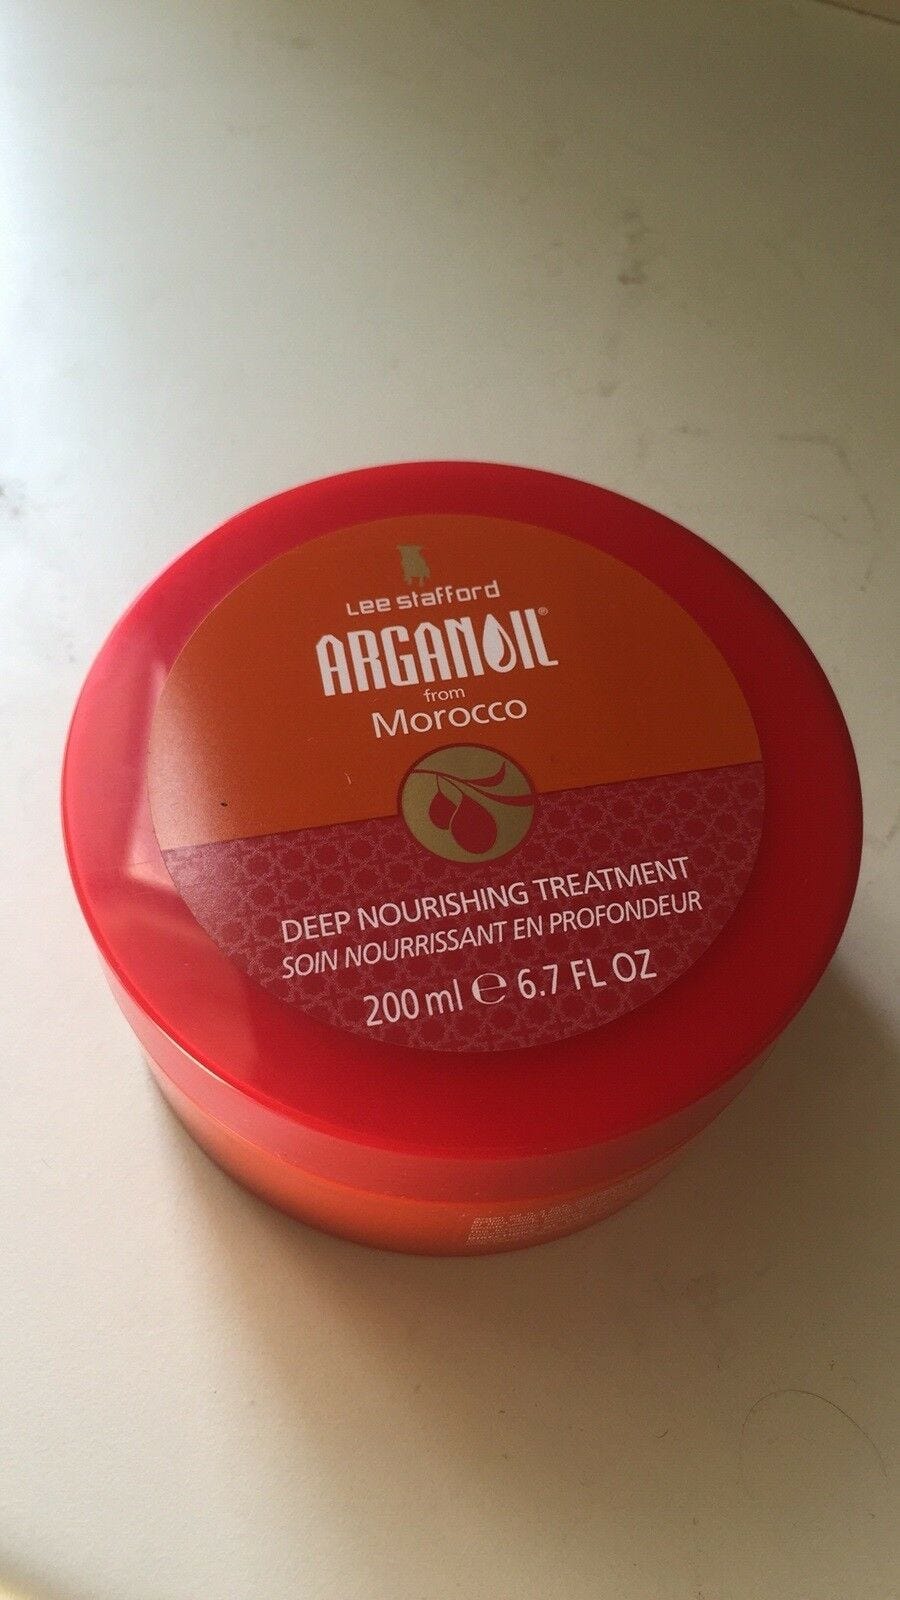 Lee Stafford
ARGANOIL®
from
Morocco
DEEP NOURISHING TREATMENT
SOIN NOURRISSANT EN PROFONDEUR
200 ml ℮ 6.7 FL OZ